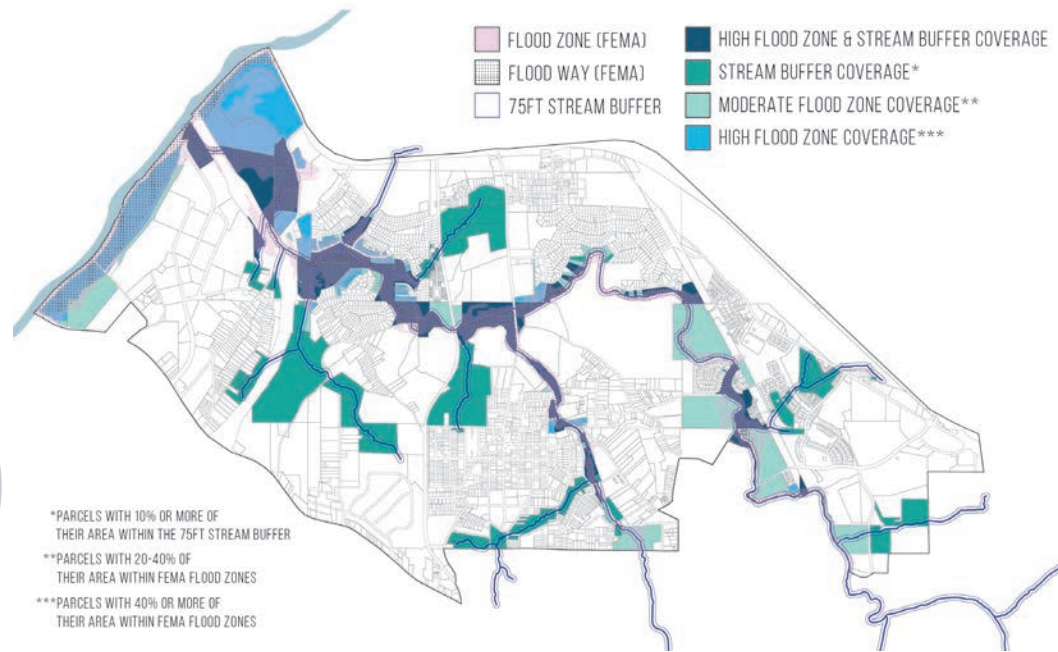 FLOOD ZONE (FEMA)
FLOOD WAY (FEMA)
75FT STREAM BUFFER
HIGH FLOOD ZONE & STREAM BUFFER COVERAGE
STREAM BUFFER COVERAGE*
MODERATE FLOOD ZONE COVERAGE**
HIGH FLOOD ZONE COVERAGE***
*PARCELS WITH 10% OR MORE OF
THEIR AREA WITHIN THE 75FT STREAM BUFFER
**PARCELS WITH 20-40% OF
THEIR AREA WITHIN FEMA FLOOD ZONES
***PARCELS WITH 40% OR MORE OF
THEIR AREA WITHIN FEMA FLOOD ZONES